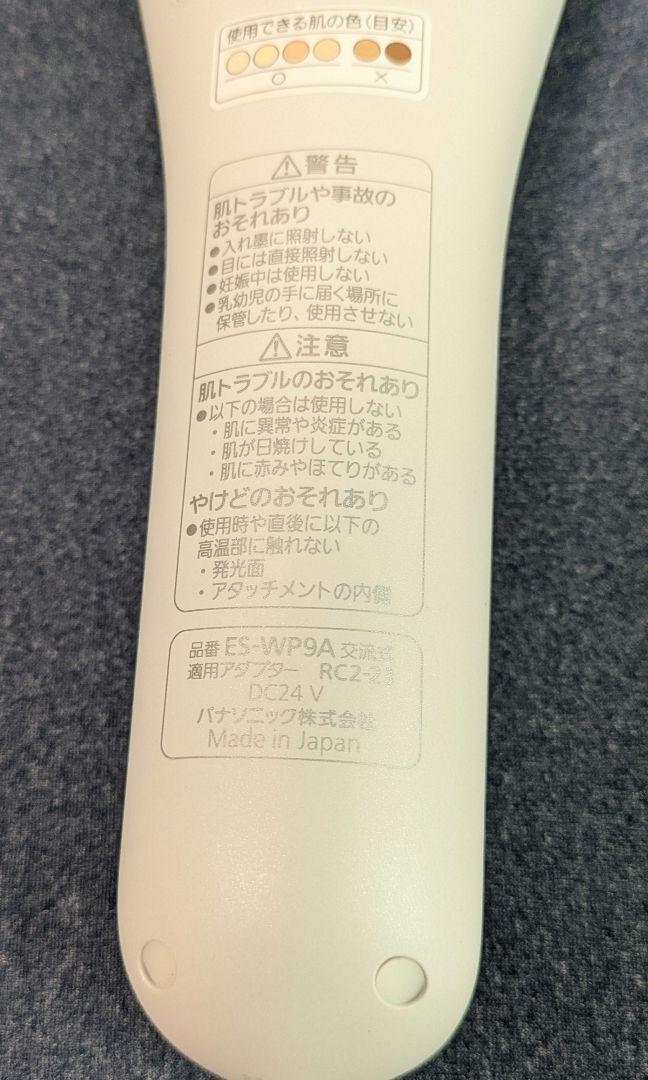 使用できる肌の色(目安)
○ ×
⚠警告
肌トラブルや事故の
おそれあり
●入れ墨に照射しない
●目には直接照射しない
●妊娠中は使用しない
●乳幼児の手に届く場所に
保管したり、使用させない
⚠注意
肌トラブルのおそれあり
●以下の場合は使用しない
・肌に異常や炎症がある
・肌が日焼けしている
・肌に赤みやほてりがある
やけどのおそれあり
●使用時や直後に以下の
高温部に触れない
・発光面
・アタッチメントの内側
品番 ES-WP9A 交流式
適用アダプター
DC24 V
パナソニック株式会社
Made in Japan